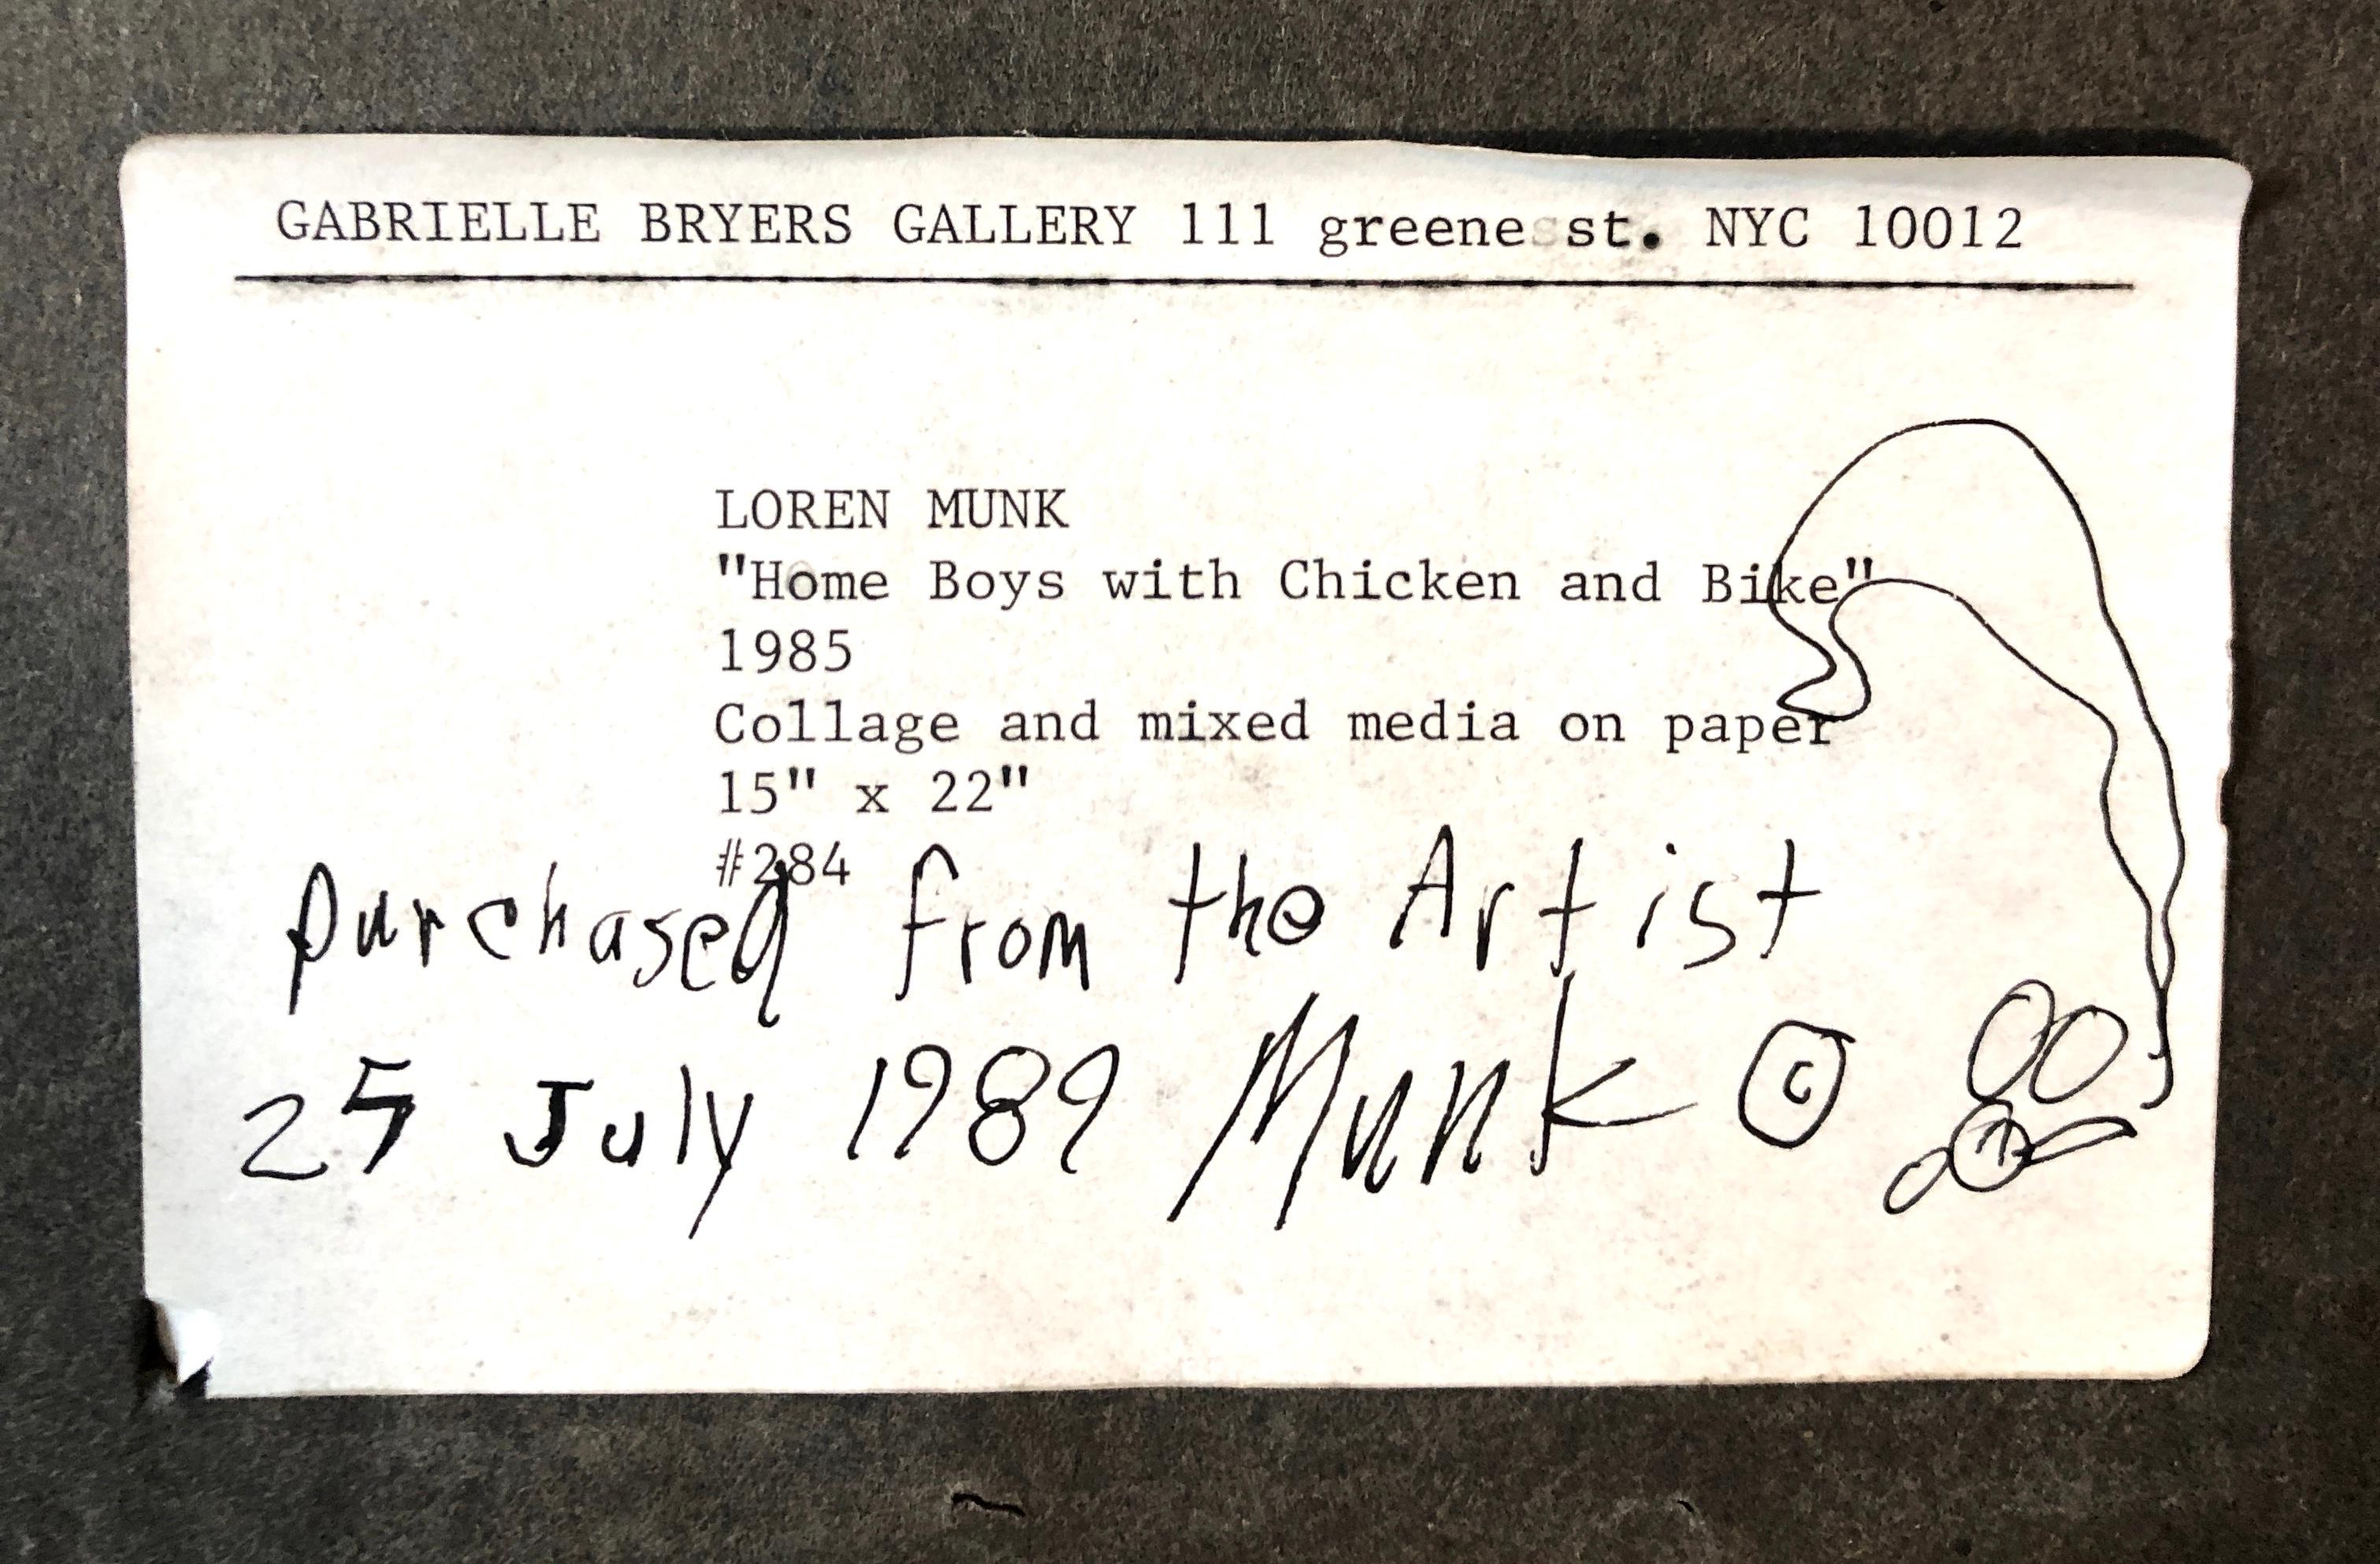 GABRIELLE BRYERS GALLERY 111 greene st. NYC 10012
LOREN MUNK
"Home Boys with Chicken and Bike"
1985
Collage and mixed media on paper
15" x 22"
#284
purchased from the Artist
25 July 1989 Munk ©